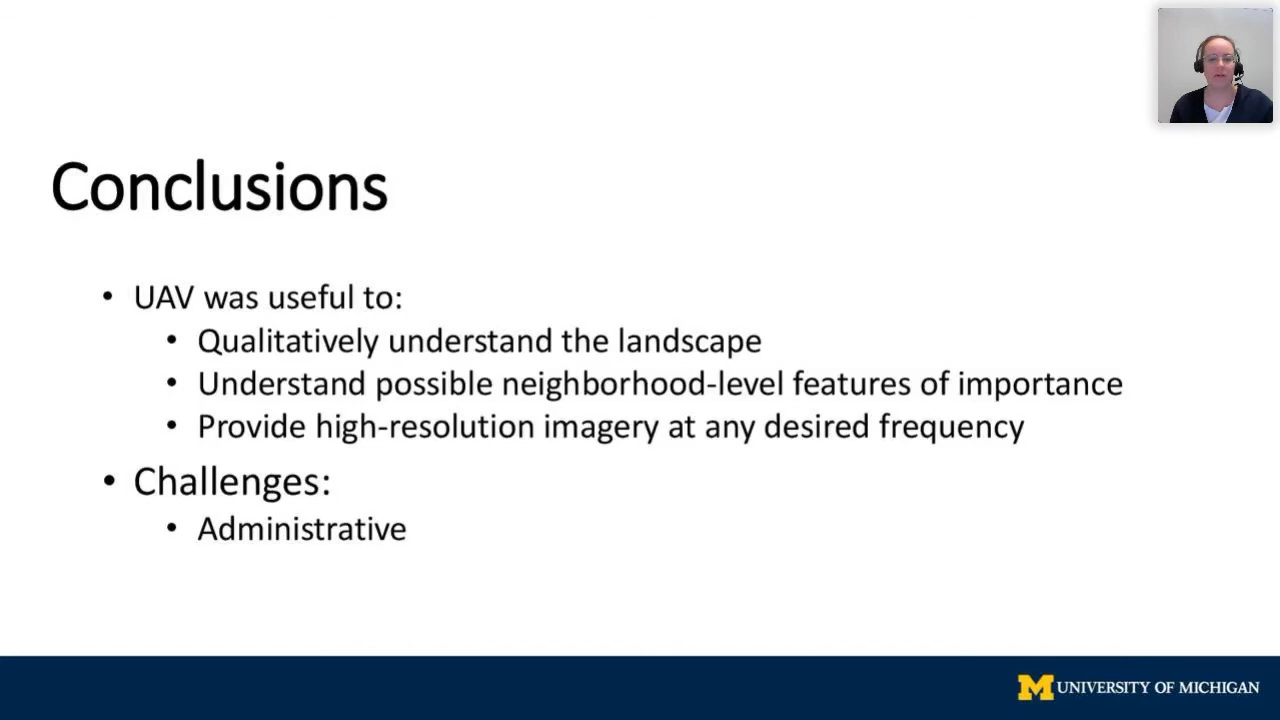 Conclusions
• UAV was useful to:
• Qualitatively understand the landscape
• Understand possible neighborhood-level features of importance
• Provide high-resolution imagery at any desired frequency
• Challenges:
• Administrative
M UNIVERSITY OF MICHIGAN